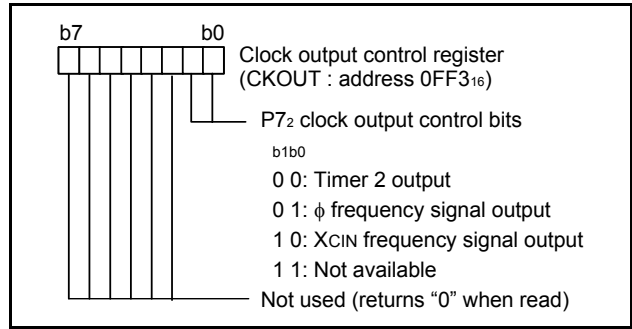 b7 b0
Clock output control register
(CKOUT : address 0FF3₁₆)
P7₂ clock output control bits
b1b0
0 0: Timer 2 output
0 1: ϕ frequency signal output
1 0: XCIN frequency signal output
1 1: Not available
Not used (returns “0” when read)